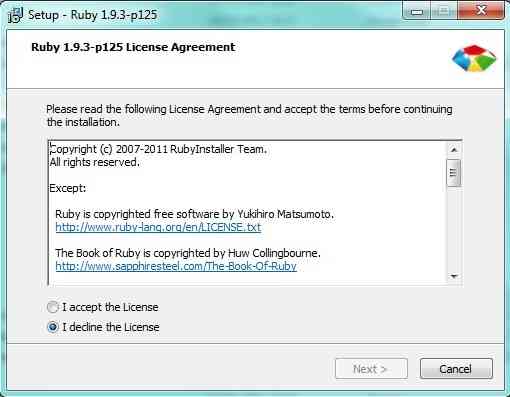 Setup - Ruby 1.9.3-p125
Ruby 1.9.3-p125 License Agreement
Please read the following License Agreement and accept the terms before continuing
the installation.
Copyright (c) 2007-2011 RubyInstaller Team.
All rights reserved.
Except:
Ruby is copyrighted free software by Yukihiro Matsumoto.
http://www.ruby-lang.org/en/LICENSE.txt
The Book of Ruby is copyrighted by Huw Collingbourne.
http://www.sapphiresteel.com/The-Book-Of-Ruby
I accept the License
I decline the License
Next >
Cancel